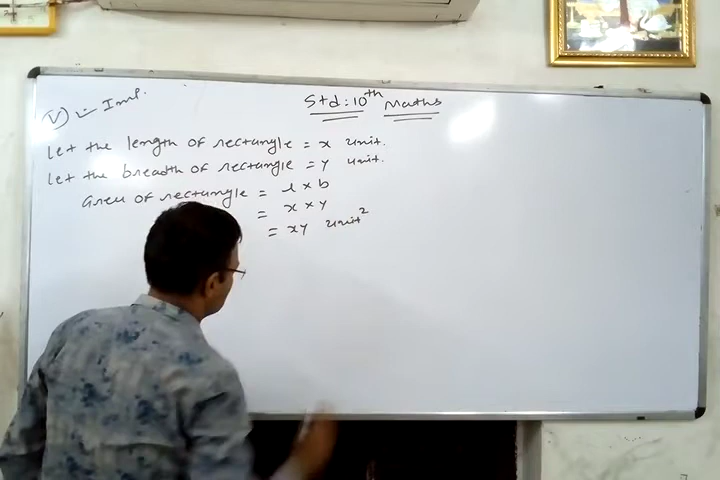 Std : 10th Maths
(V) :- Imp.
Let the length of rectangle = x unit.
Let the breadth of rectangle = y unit.
Area of rectangle = l × b
= x × y
= xy unit²